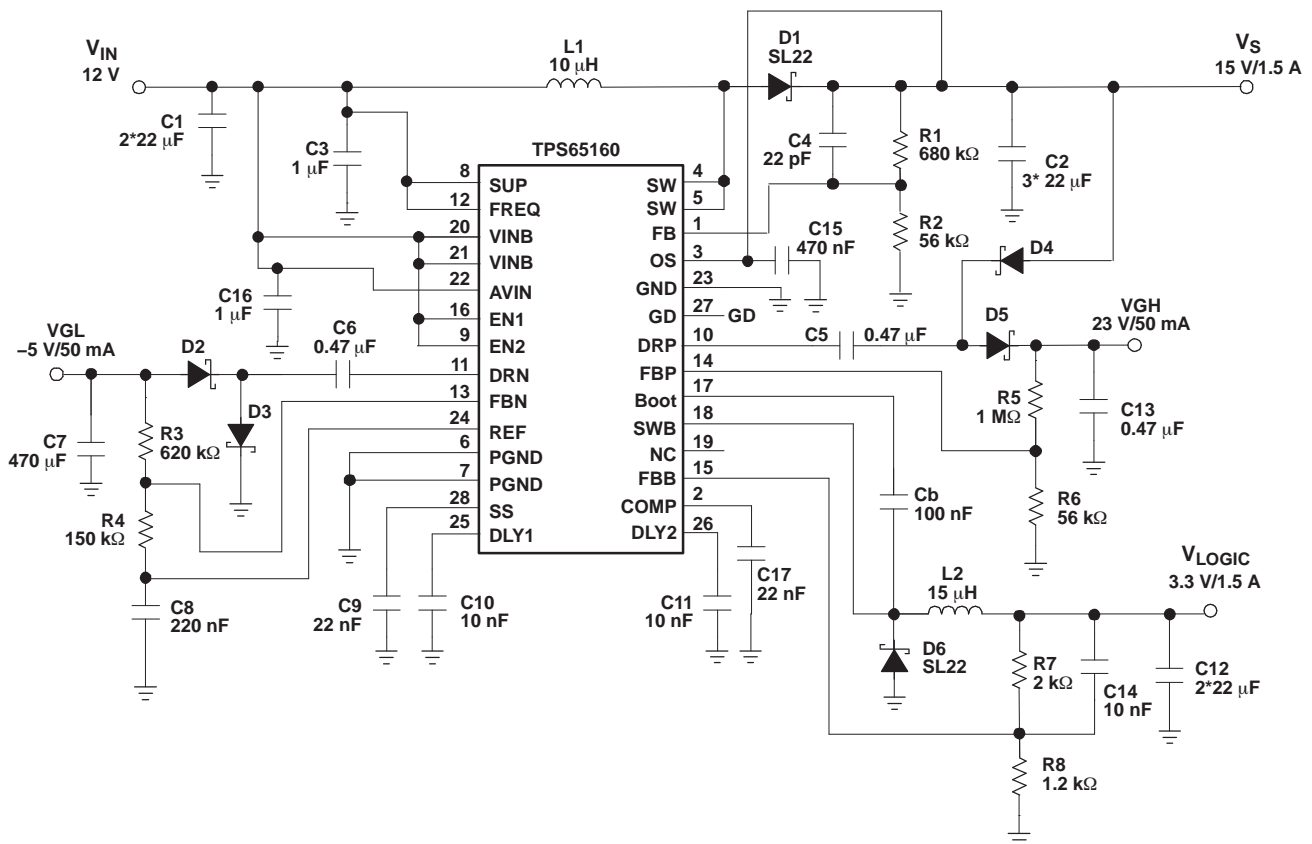 V_IN
12 V
L1
10 μH
D1
SL22
V_S
15 V/1.5 A
C1
2*22 μF
C3
1 μF
C4
22 pF
R1
680 kΩ
C2
3* 22 μF
TPS65160
8
SUP
12
FREQ
20
VINB
21
VINB
22
AVIN
16
EN1
9
EN2
11
DRN
13
FBN
24
REF
6
PGND
7
PGND
28
SS
25
DLY1
4
SW
5
SW
1
FB
3
OS
23
GND
27
GD
GD
10
DRP
14
FBP
17
Boot
18
SWB
19
NC
15
FBB
2
COMP
26
DLY2
C15
470 nF
R2
56 kΩ
D4
C16
1 μF
VGL
–5 V/50 mA
D2
C6
0.47 μF
C5
0.47 μF
D5
VGH
23 V/50 mA
C7
470 μF
R3
620 kΩ
D3
R5
1 MΩ
C13
0.47 μF
R4
150 kΩ
Cb
100 nF
R6
56 kΩ
C8
220 nF
C9
22 nF
C10
10 nF
C11
10 nF
C17
22 nF
L2
15 μH
V_LOGIC
3.3 V/1.5 A
D6
SL22
R7
2 kΩ
C14
10 nF
C12
2*22 μF
R8
1.2 kΩ